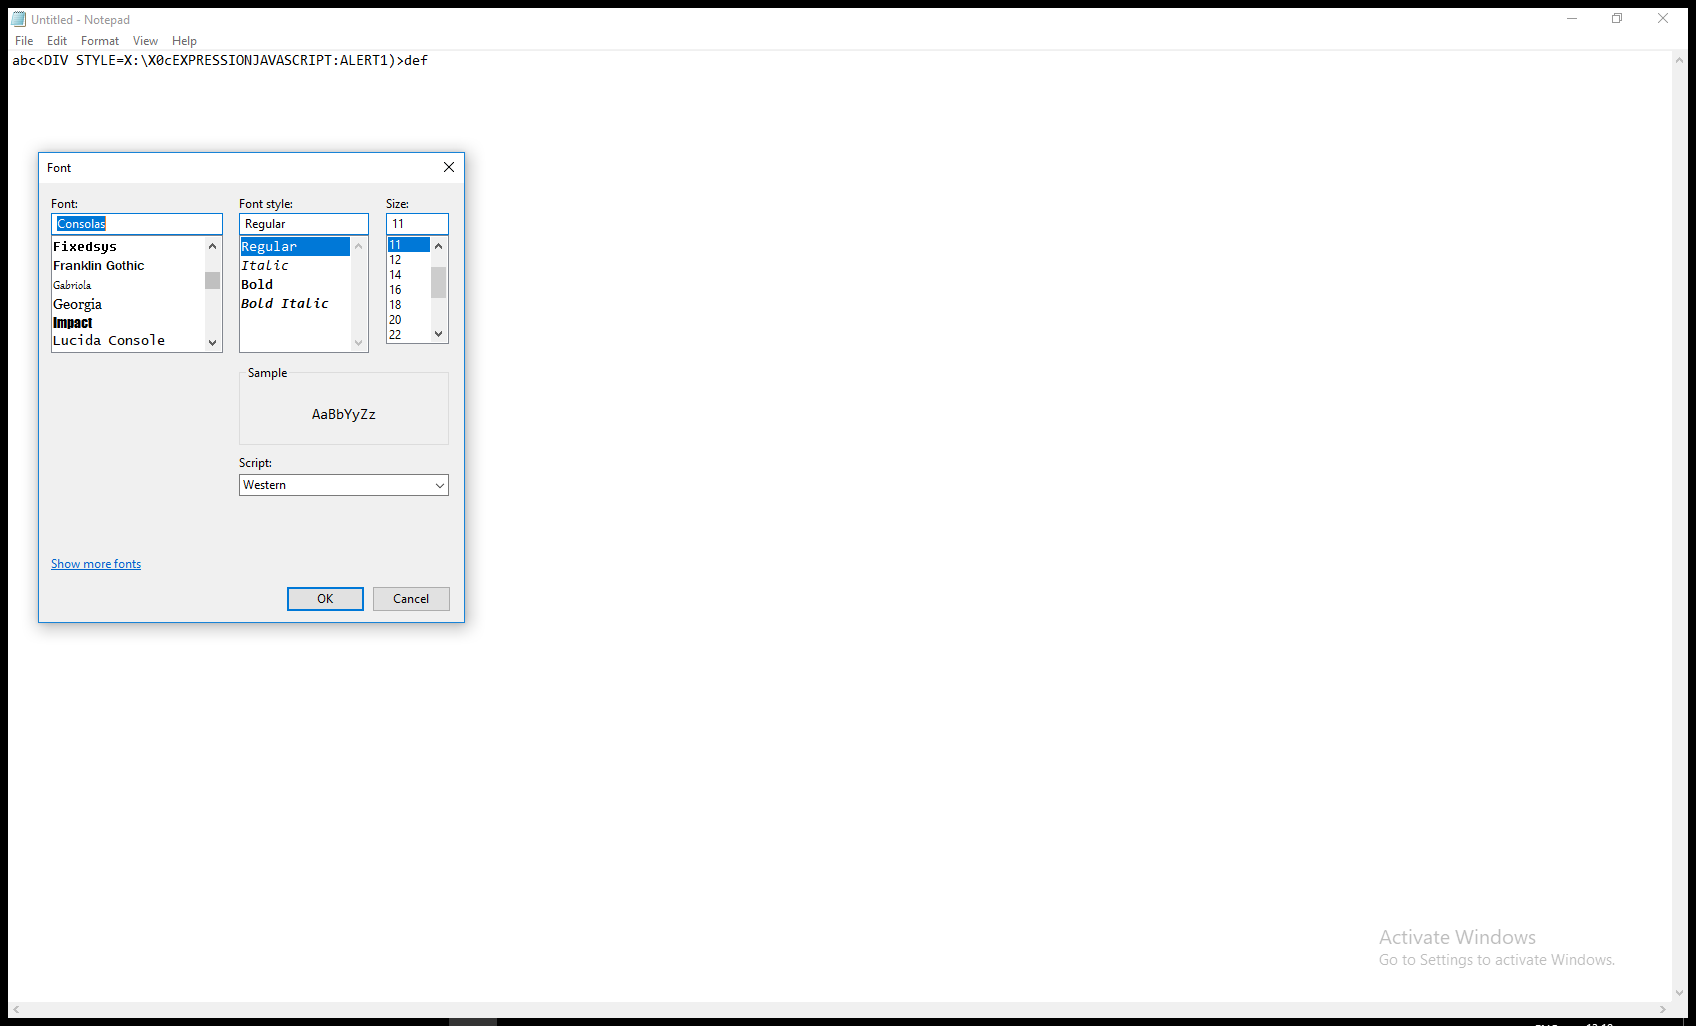 Untitled - Notepad
File Edit Format View Help
abc<DIV STYLE=X:\X0cEXPRESSIONJAVASCRIPT:ALERT1)>def
Font
Font:
Consolas
Fixedsys
Franklin Gothic
Gabriola
Georgia
Impact
Lucida Console
Font style:
Regular
Regular
Italic
Bold
Bold Italic
Size:
11
11
12
14
16
18
20
22
Sample
AaBbYyZz
Script:
Western
Show more fonts
OK Cancel
Activate Windows
Go to Settings to activate Windows.